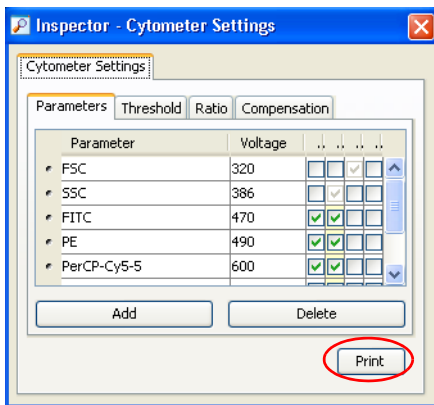 Inspector - Cytometer Settings
Cytometer Settings
Parameters Threshold Ratio Compensation
Parameter Voltage .. .. .. ..
FSC 320
SSC 386
FITC 470
PE 490
PerCP-Cy5-5 600
Add Delete
Print